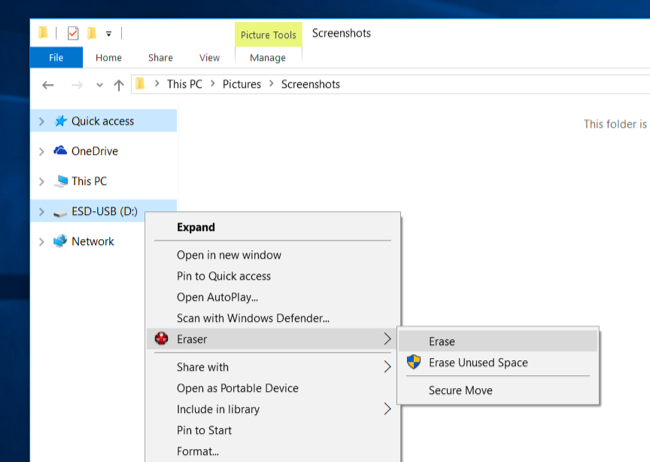 Picture Tools Screenshots
File Home Share View Manage
This PC Pictures Screenshots
Quick access
This folder is
OneDrive
This PC
ESD-USB (D:)
Network
Expand
Open in new window
Pin to Quick access
Open AutoPlay...
Scan with Windows Defender...
Eraser
Share with
Open as Portable Device
Include in library
Pin to Start
Format...
Erase
Erase Unused Space
Secure Move